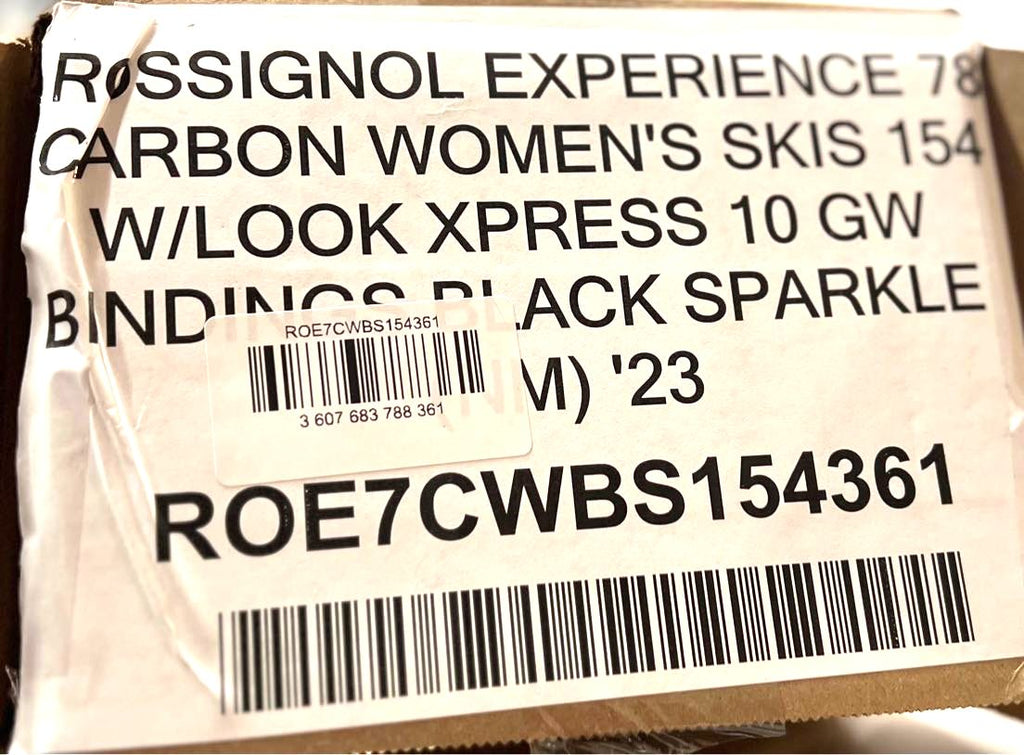 ROSSIGNOL EXPERIENCE 78
CARBON WOMEN'S SKIS 154
W/LOOK XPRESS 10 GW
BINDINGS BLACK SPARKLE
M) '23
ROE7CWBS154361
3 607 683 788 361
ROE7CWBS154361